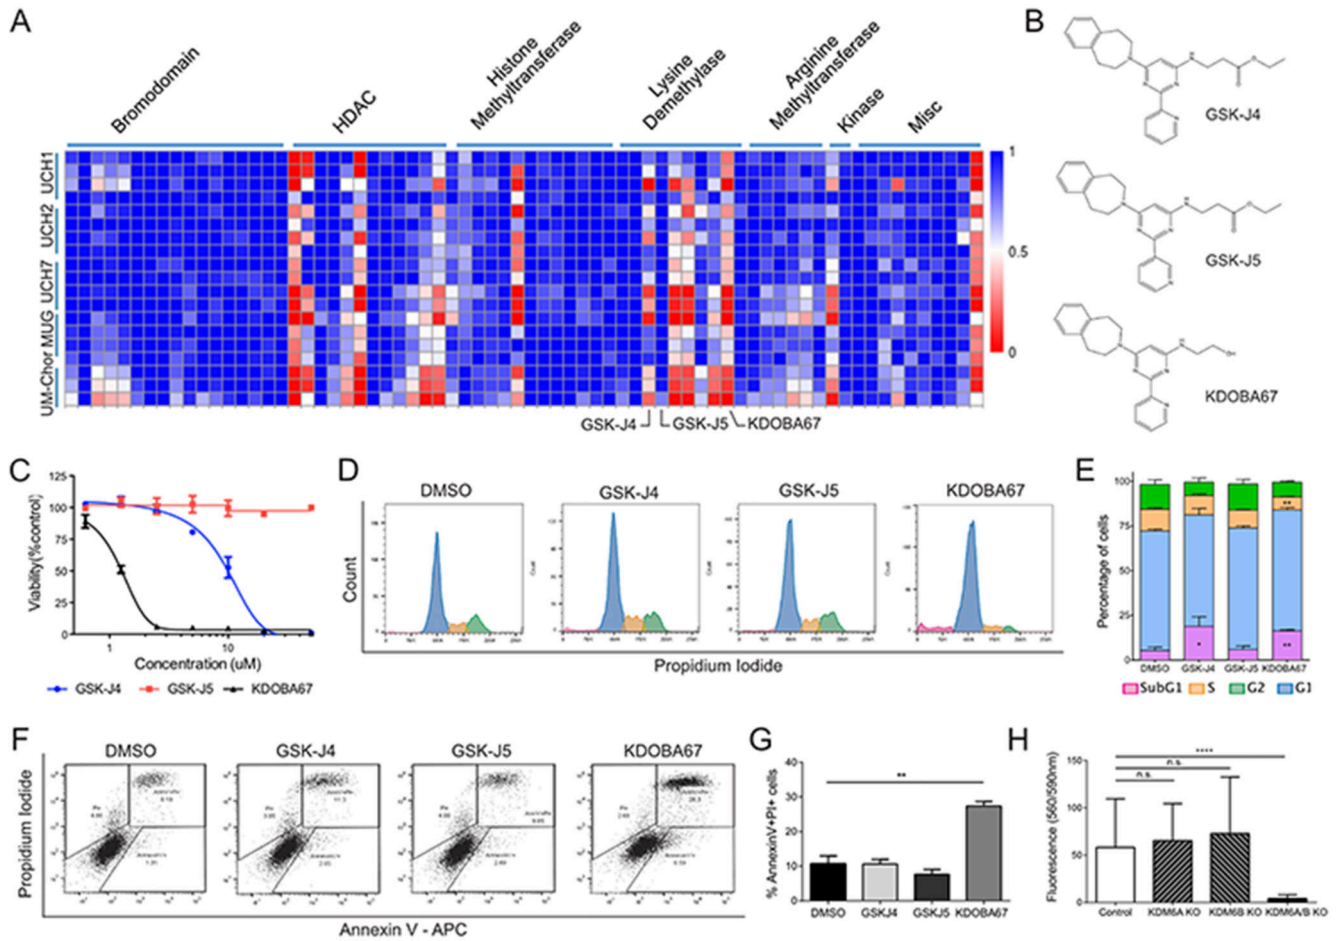 A
Bromodomain
HDAC
Histone
Methyltransferase
Lysine
Demethylase
Arginine
Methyltransferase
Kinase
Misc
UCH1
UCH2
UCH7
MUG
UM-Chor
1
0.5
0
GSK-J4
GSK-J5
KDOBA67
B
GSK-J4
GSK-J5
KDOBA67
C
Viability(%control)
125
100
75
50
25
0
1
10
Concentration (uM)
GSK-J4
GSK-J5
KDOBA67
D
DMSO
GSK-J4
GSK-J5
KDOBA67
Count
Propidium Iodide
E
Percentage of cells
100
75
50
25
0
*
**
**
DMSO
GSK-J4
GSK-J5
KDOBA67
SubG1
S
G2
G1
F
DMSO
GSK-J4
GSK-J5
KDOBA67
Propidium Iodide
Annexin V - APC
G
% AnnexinV+PI+ cells
40
30
20
10
0
**
DMSO
GSKJ4
GSKJ5
KDOBA67
H
Fluorescence (560/590nm)
150
100
50
0
****
n.s.
n.s.
Control
KDM6A KO
KDM6B KO
KDM6A/B KO